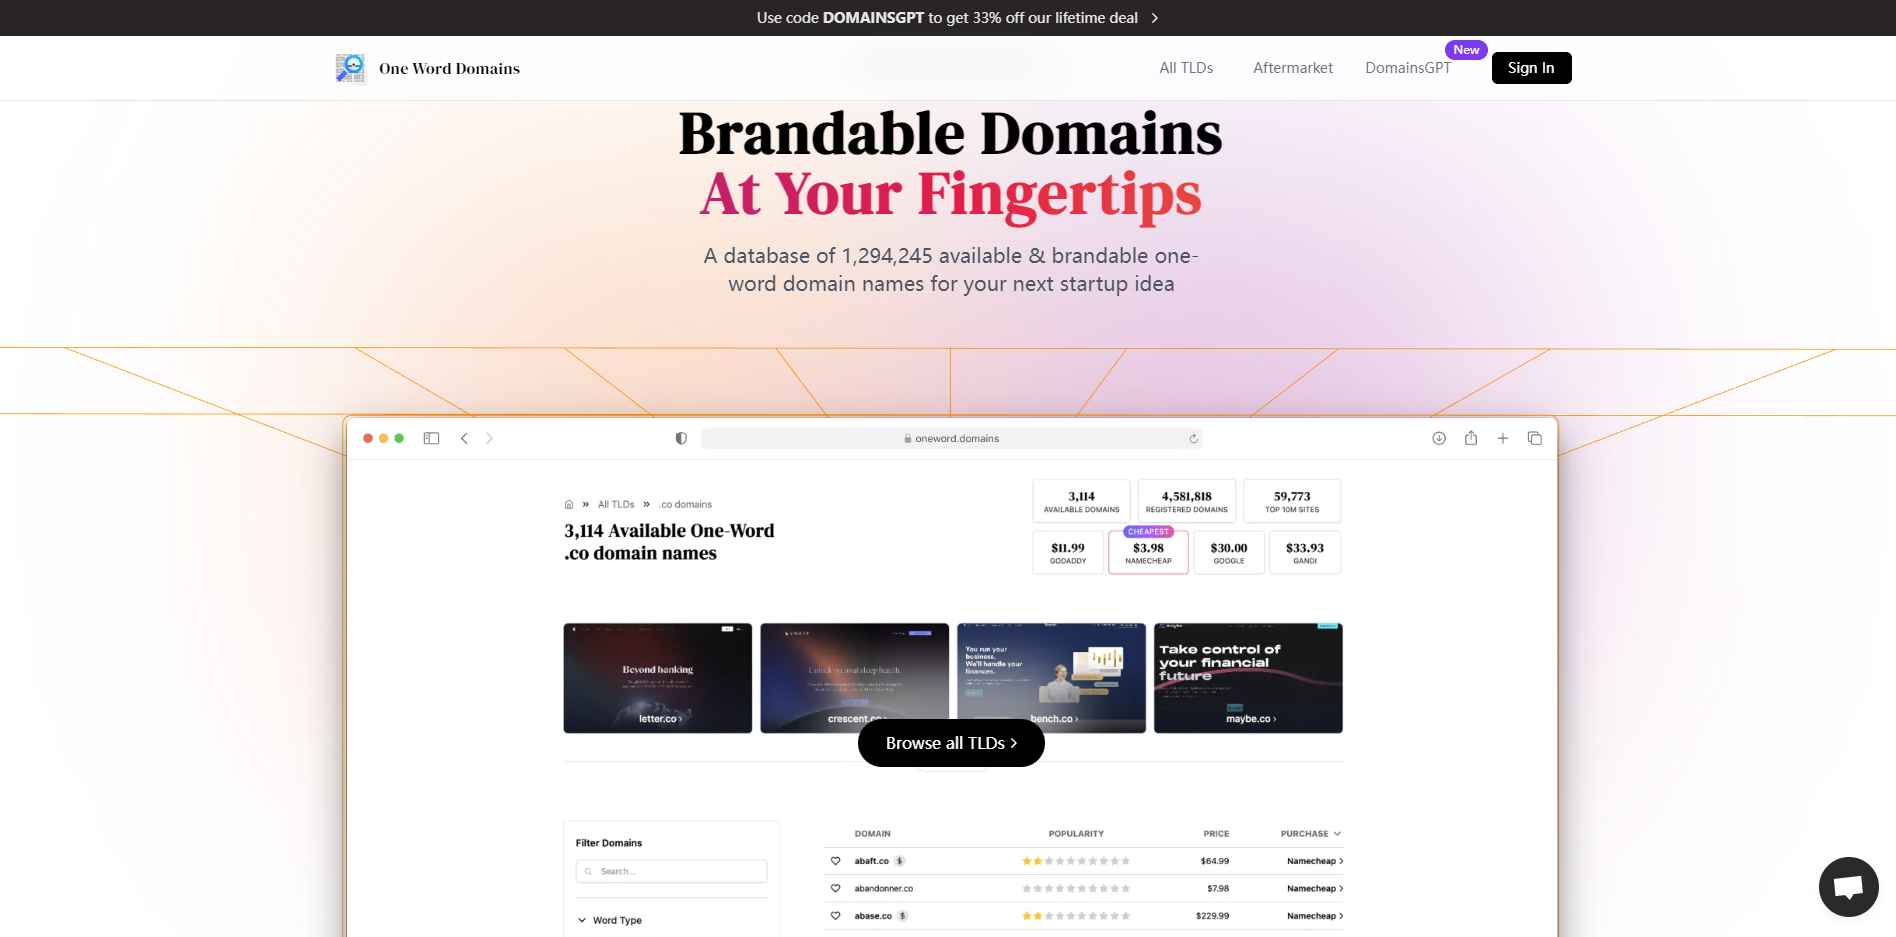 Use code DOMAINSGPT to get 33% off our lifetime deal
One Word Domains
All TLDs
Aftermarket
DomainsGPT
New
Sign In
Brandable Domains
At Your Fingertips
A database of 1,294,245 available & brandable one-
word domain names for your next startup idea
oneword.domains
All TLDs » .co domains
3,114 Available One-Word
.co domain names
3,114
AVAILABLE DOMAINS
4,581,818
REGISTERED DOMAINS
59,773
TOP 10M SITES
CHEAPEST
$11.99
GODADDY
$3.98
NAMECHEAP
$30.00
GOOGLE
$33.93
GANDI
Beyond banking
letter.co
crescent.co
You run your
business.
We'll handle your
finances.
bench.co
Take control of
your financial
future
maybe.co
Browse all TLDs
Filter Domains
Search...
Word Type
DOMAIN POPULARITY PRICE PURCHASE
abaft.co $ $64.99 Namecheap
abandonner.co $7.98 Namecheap
abase.co $ $229.99 Namecheap